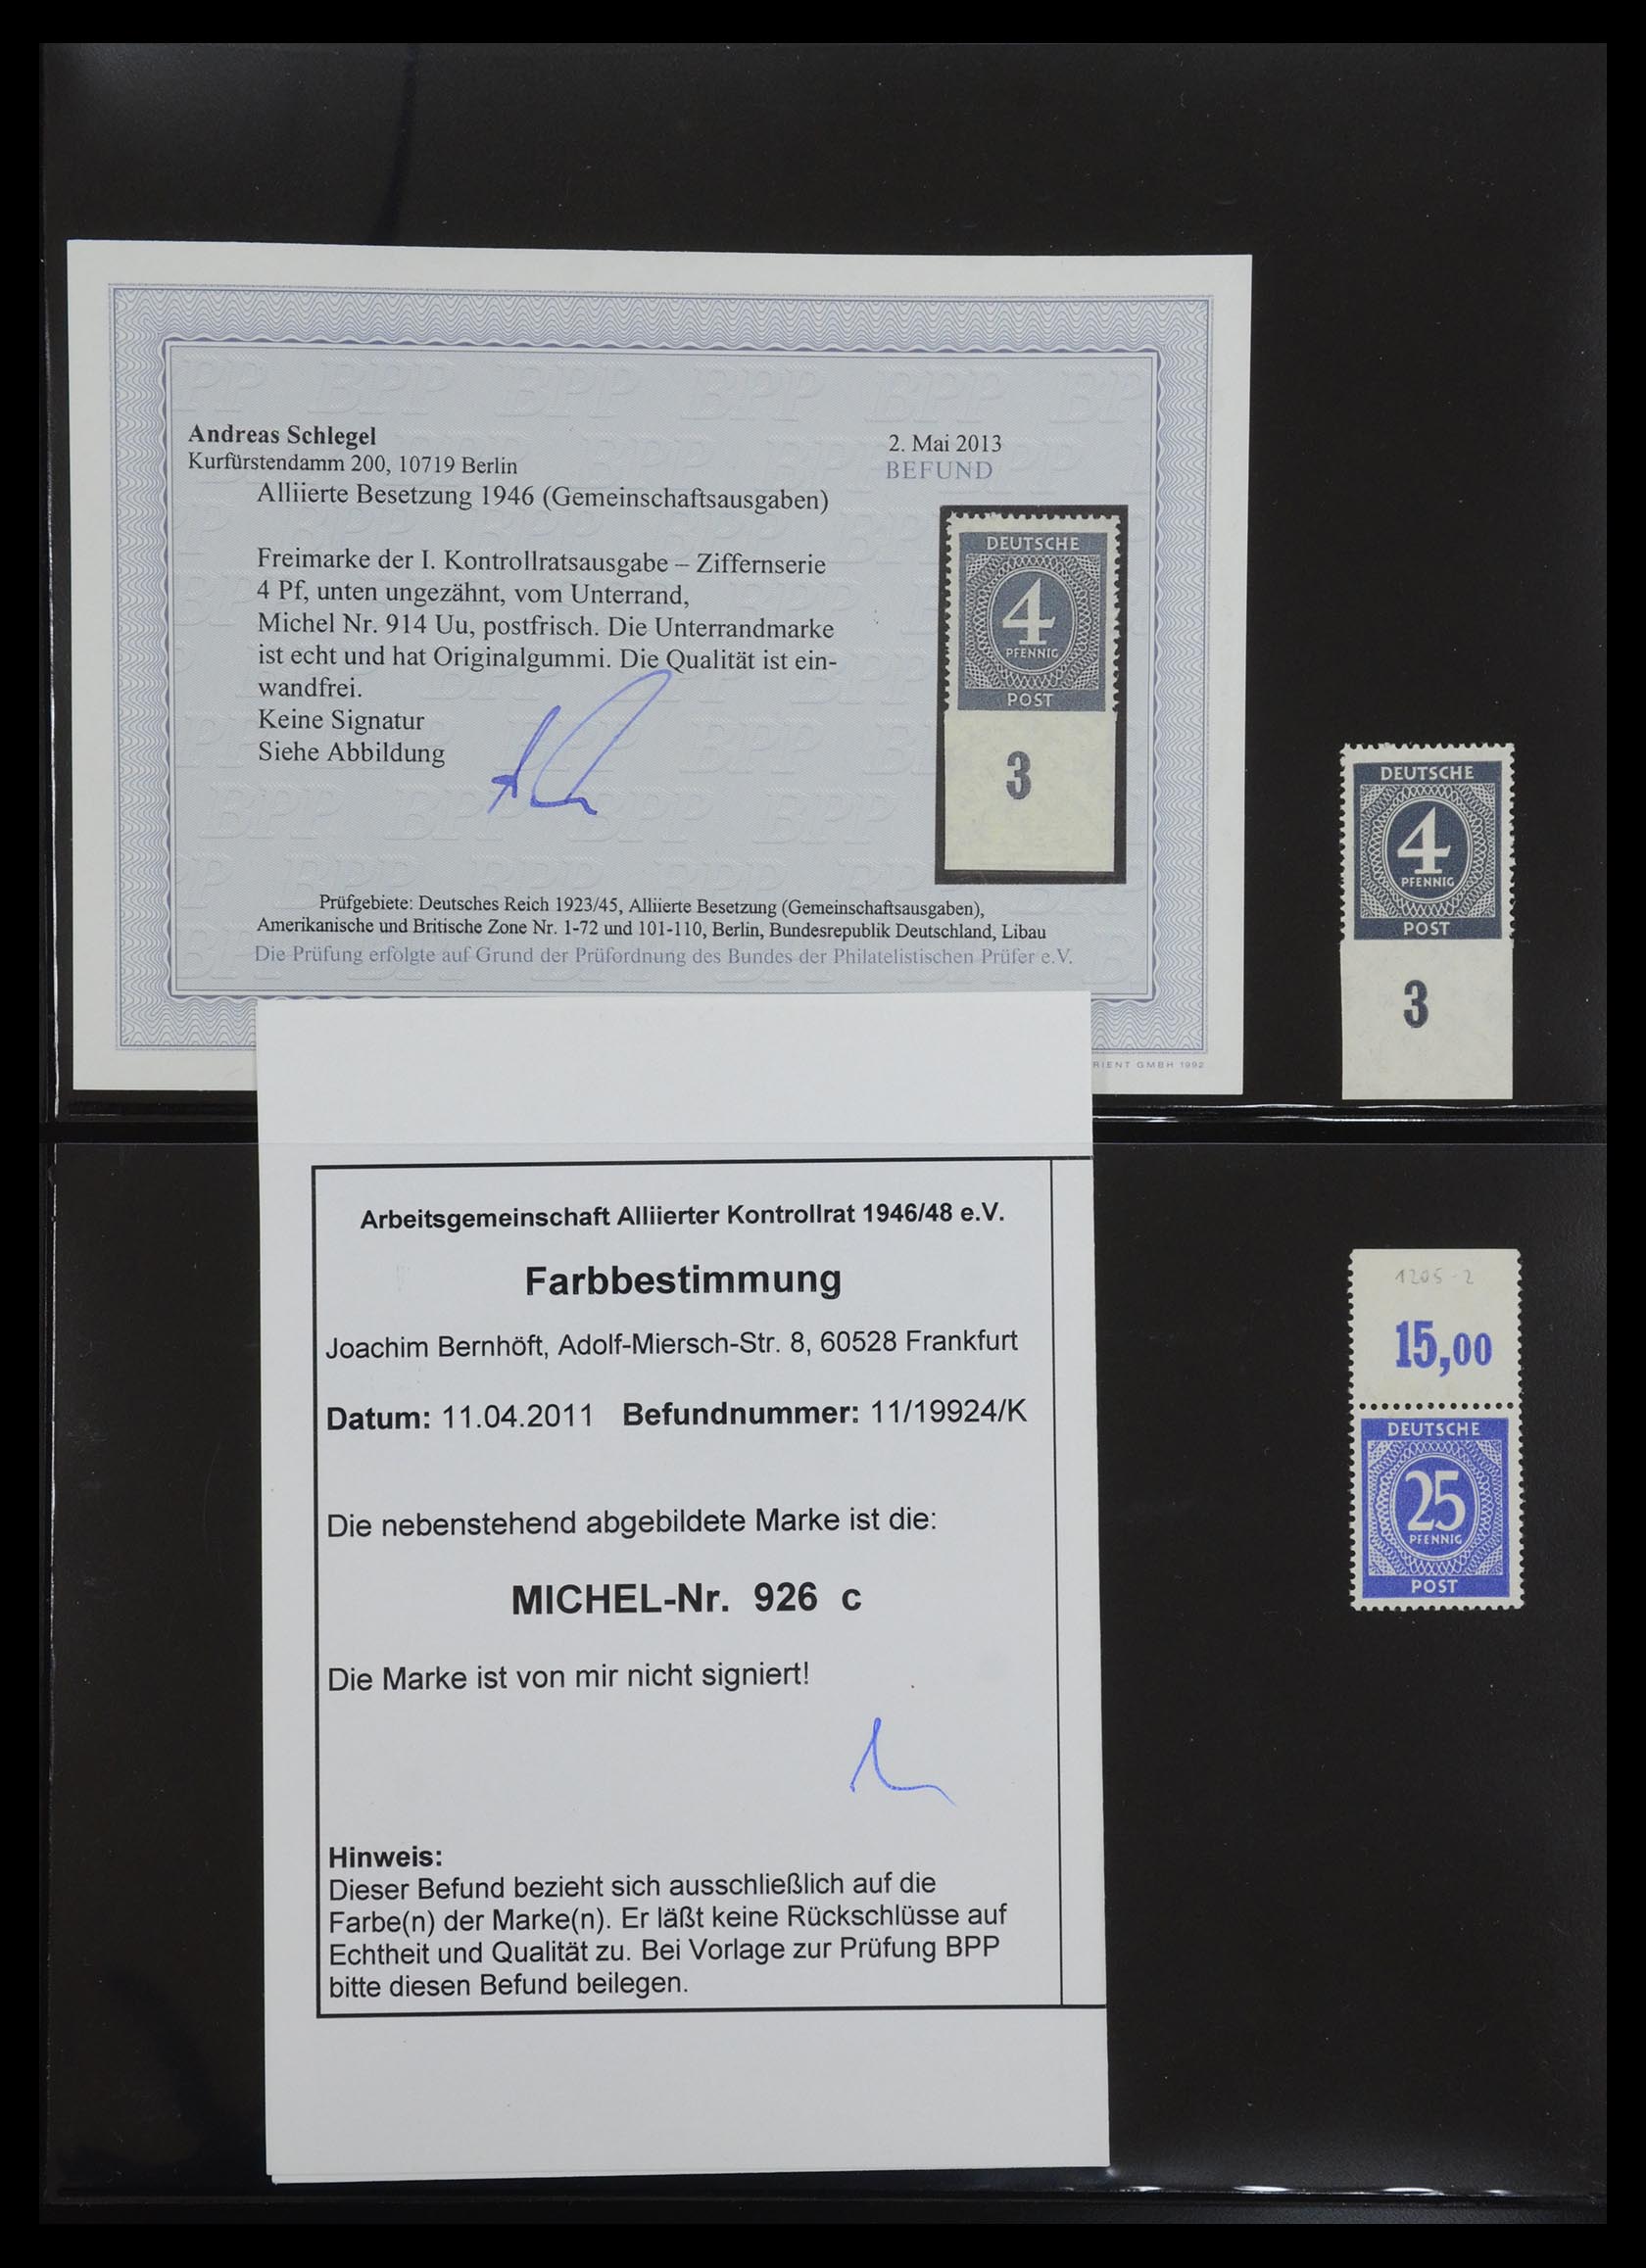 Andreas Schlegel
Kurfürstendamm 200, 10719 Berlin
2. Mai 2013
BEFUND
Alliierte Besetzung 1946 (Gemeinschaftsausgaben)
Freimarke der I. Kontrollratsausgabe – Ziffernserie
4 Pf, unten ungezähnt, vom Unterrand,
Michel Nr. 914 Uu, postfrisch. Die Unterrandmarke
ist echt und hat Originalgummi. Die Qualität ist ein-
wandfrei.
Keine Signatur
Siehe Abbildung
DEUTSCHE
4
PFENNIG
POST
3
Prüfgebiete: Deutsches Reich 1923/45, Alliierte Besetzung (Gemeinschaftsausgaben),
Amerikanische und Britische Zone Nr. 1-72 und 101-110, Berlin, Bundesrepublik Deutschland, Libau
Die Prüfung erfolgte auf Grund der Prüfordnung des Bundes der Philatelistischen Prüfer e.V.
RIENT GMBH 1992
DEUTSCHE
4
PFENNIG
POST
3
Arbeitsgemeinschaft Alliierter Kontrollrat 1946/48 e.V.
Farbbestimmung
Joachim Bernhöft, Adolf-Miersch-Str. 8, 60528 Frankfurt
Datum: 11.04.2011 Befundnummer: 11/19924/K
Die nebenstehend abgebildete Marke ist die:
MICHEL-Nr. 926 c
Die Marke ist von mir nicht signiert!
Hinweis:
Dieser Befund bezieht sich ausschließlich auf die
Farbe(n) der Marke(n). Er läßt keine Rückschlüsse auf
Echtheit und Qualität zu. Bei Vorlage zur Prüfung BPP
bitte diesen Befund beilegen.
1205-2
15,00
DEUTSCHE
25
PFENNIG
POST